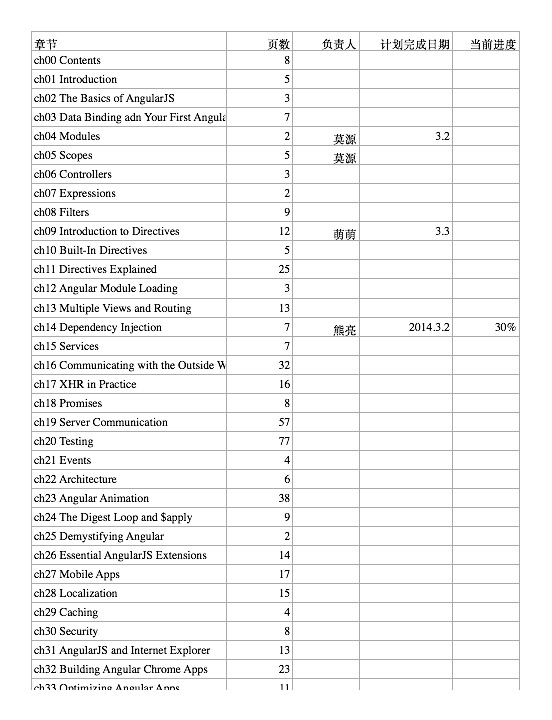 章节 页数 负责人 计划完成日期 当前进度
ch00 Contents 8
ch01 Introduction 5
ch02 The Basics of AngularJS 3
ch03 Data Binding adn Your First Angula 7
ch04 Modules 2 莫源 3.2
ch05 Scopes 5 莫源
ch06 Controllers 3
ch07 Expressions 2
ch08 Filters 9
ch09 Introduction to Directives 12 萌萌 3.3
ch10 Built-In Directives 5
ch11 Directives Explained 25
ch12 Angular Module Loading 3
ch13 Multiple Views and Routing 13
ch14 Dependency Injection 7 熊亮 2014.3.2 30%
ch15 Services 7
ch16 Communicating with the Outside W 32
ch17 XHR in Practice 16
ch18 Promises 8
ch19 Server Communication 57
ch20 Testing 77
ch21 Events 4
ch22 Architecture 6
ch23 Angular Animation 38
ch24 The Digest Loop and $apply 9
ch25 Demystifying Angular 2
ch26 Essential AngularJS Extensions 14
ch27 Mobile Apps 17
ch28 Localization 15
ch29 Caching 4
ch30 Security 8
ch31 AngularJS and Internet Explorer 13
ch32 Building Angular Chrome Apps 23
ch33 Optimizing Angular Apps 11